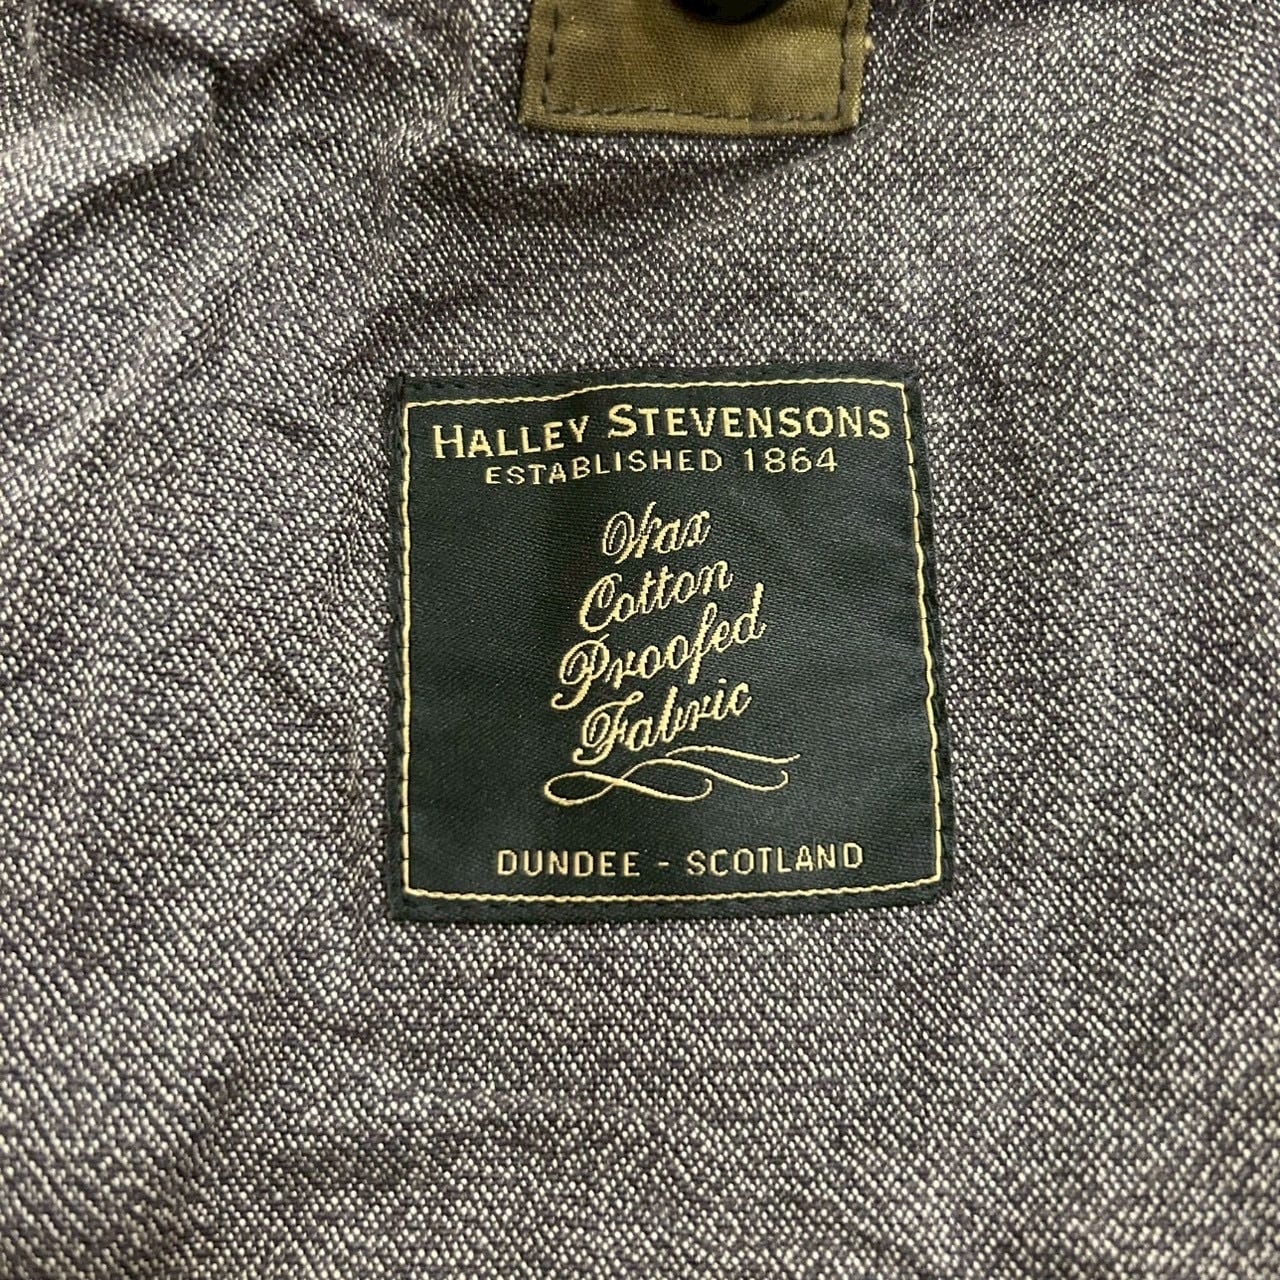 HALLEY STEVENSONS
ESTABLISHED 1864
Wax
Cotton
Proofed
Fabric
DUNDEE - SCOTLAND